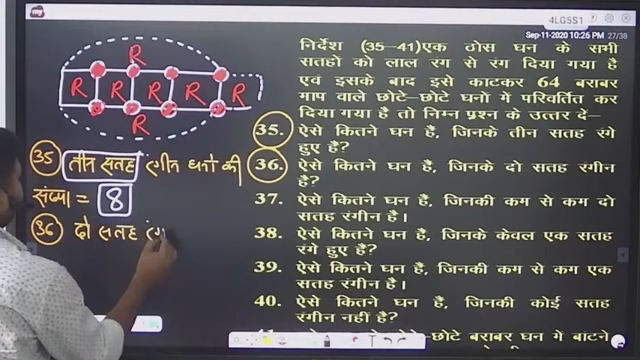 4LG5S1
Sep-11-2020 10:26 PM 27/38
my
R
R R R R R
R
35 तीन सतह रंगीन घनो की
संख्या = 8
36 दो सतह रंग
निर्देश (35–41) एक ठोस घन के सभी
सतहों को लाल रंग से रंग दिया गया है
एवं इसके बाद इसे काटकर 64 बराबर
माप वाले छोटे-छोटे घनो में परिवर्तित कर
दिया गया है तो निम्न प्रश्न के उत्तर दे–
35. ऐसे कितने घन हैं, जिनके तीन सतह रंगे
हुए हैं?
36. ऐसे कितने घन हैं, जिनके दो सतह रंगीन
है?
37. ऐसे कितने घन हैं, जिनकी कम से कम दो
सतह रंगीन है।
38. ऐसे कितने घन हैं, जिनके केवल एक सतह
रंगे हुए हैं?
39. ऐसे कितने घन हैं, जिनकी कम से कम एक
सतह रंगीन है।
40. ऐसे कितने घन हैं, जिनकी कोई सतह
रंगीन नहीं है?
छोटे–छोटे बराबर घन में बाटने